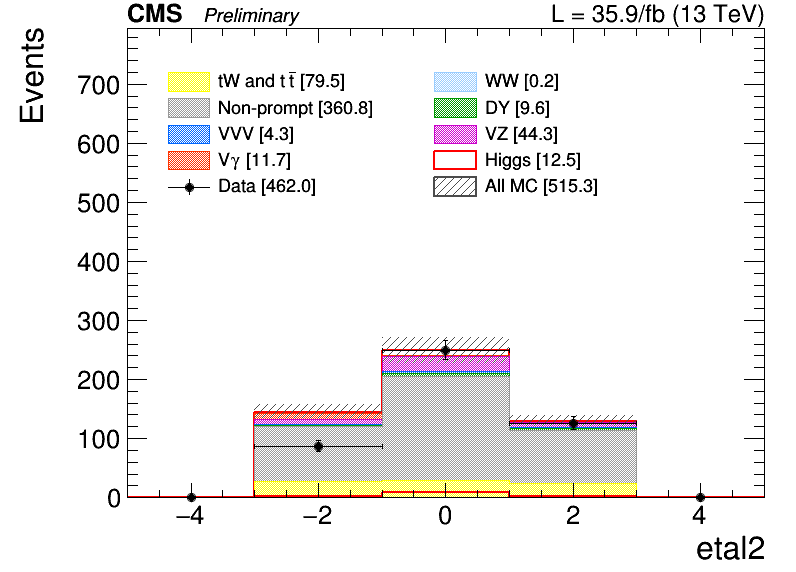 CMS Preliminary L = 35.9/fb (13 TeV)
Events
tW and tt̄ [79.5] WW [0.2]
Non-prompt [360.8] DY [9.6]
VVV [4.3] VZ [44.3]
Vγ [11.7] Higgs [12.5]
Data [462.0] All MC [515.3]
700
600
500
400
300
200
100
0
−4 −2 0 2 4
etal2